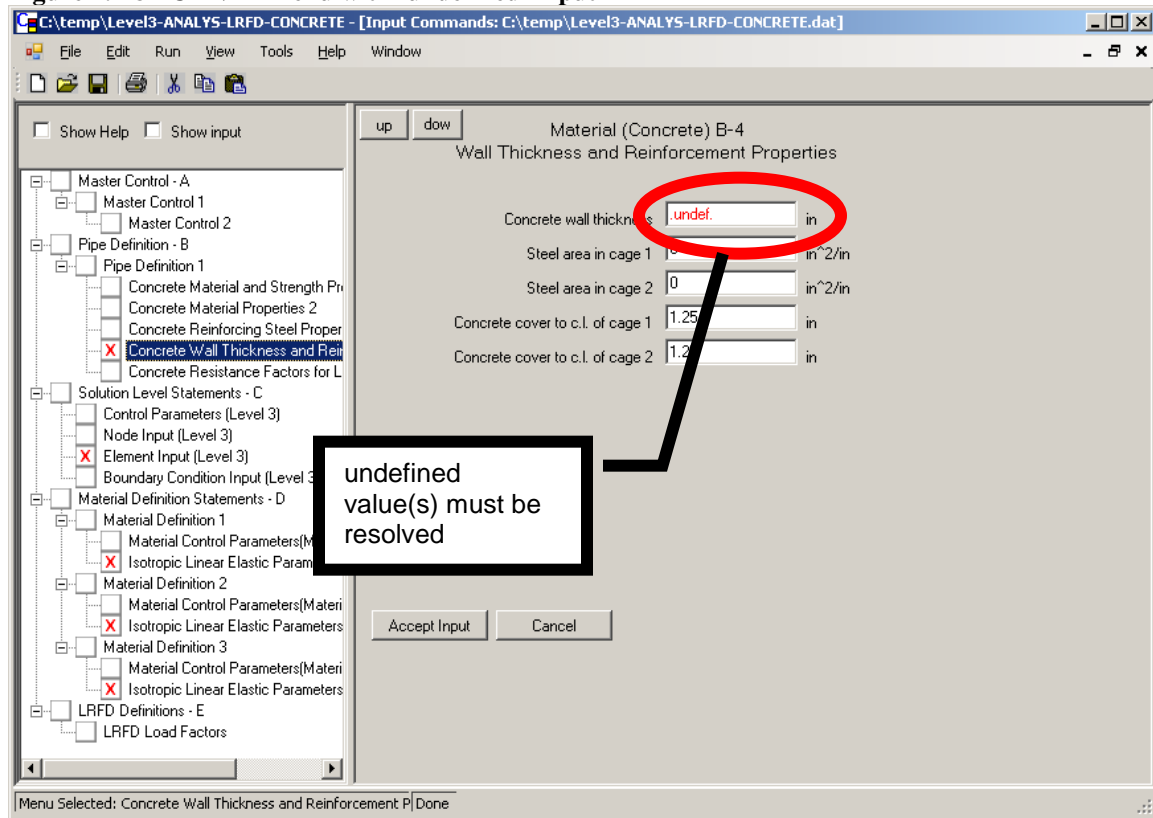 C:\temp\Level3-ANALYS-LRFD-CONCRETE - [Input Commands: C:\temp\Level3-ANALYS-LRFD-CONCRETE.dat]
File Edit Run View Tools Help Window
Show Help Show input
up dow
Material (Concrete) B-4
Wall Thickness and Reinforcement Properties
Master Control - A
Master Control 1
Master Control 2
Pipe Definition - B
Pipe Definition 1
Concrete Material and Strength Pr
Concrete Material Properties 2
Concrete Reinforcing Steel Proper
X Concrete Wall Thickness and Rein
Concrete Resistance Factors for L
Solution Level Statements - C
Control Parameters (Level 3)
Node Input (Level 3)
X Element Input (Level 3)
Boundary Condition Input (Level 3
Material Definition Statements - D
Material Definition 1
Material Control Parameters(M
X Isotropic Linear Elastic Param
Material Definition 2
Material Control Parameters(Materi
X Isotropic Linear Elastic Parameters
Material Definition 3
Material Control Parameters(Materi
X Isotropic Linear Elastic Parameters
LRFD Definitions - E
LRFD Load Factors
Concrete wall thickness .undef. in
Steel area in cage 1 in^2/in
Steel area in cage 2 0 in^2/in
Concrete cover to c.l. of cage 1 1.25 in
Concrete cover to c.l. of cage 2 1.2 in
undefined
value(s) must be
resolved
Accept Input Cancel
Menu Selected: Concrete Wall Thickness and Reinforcement P Done